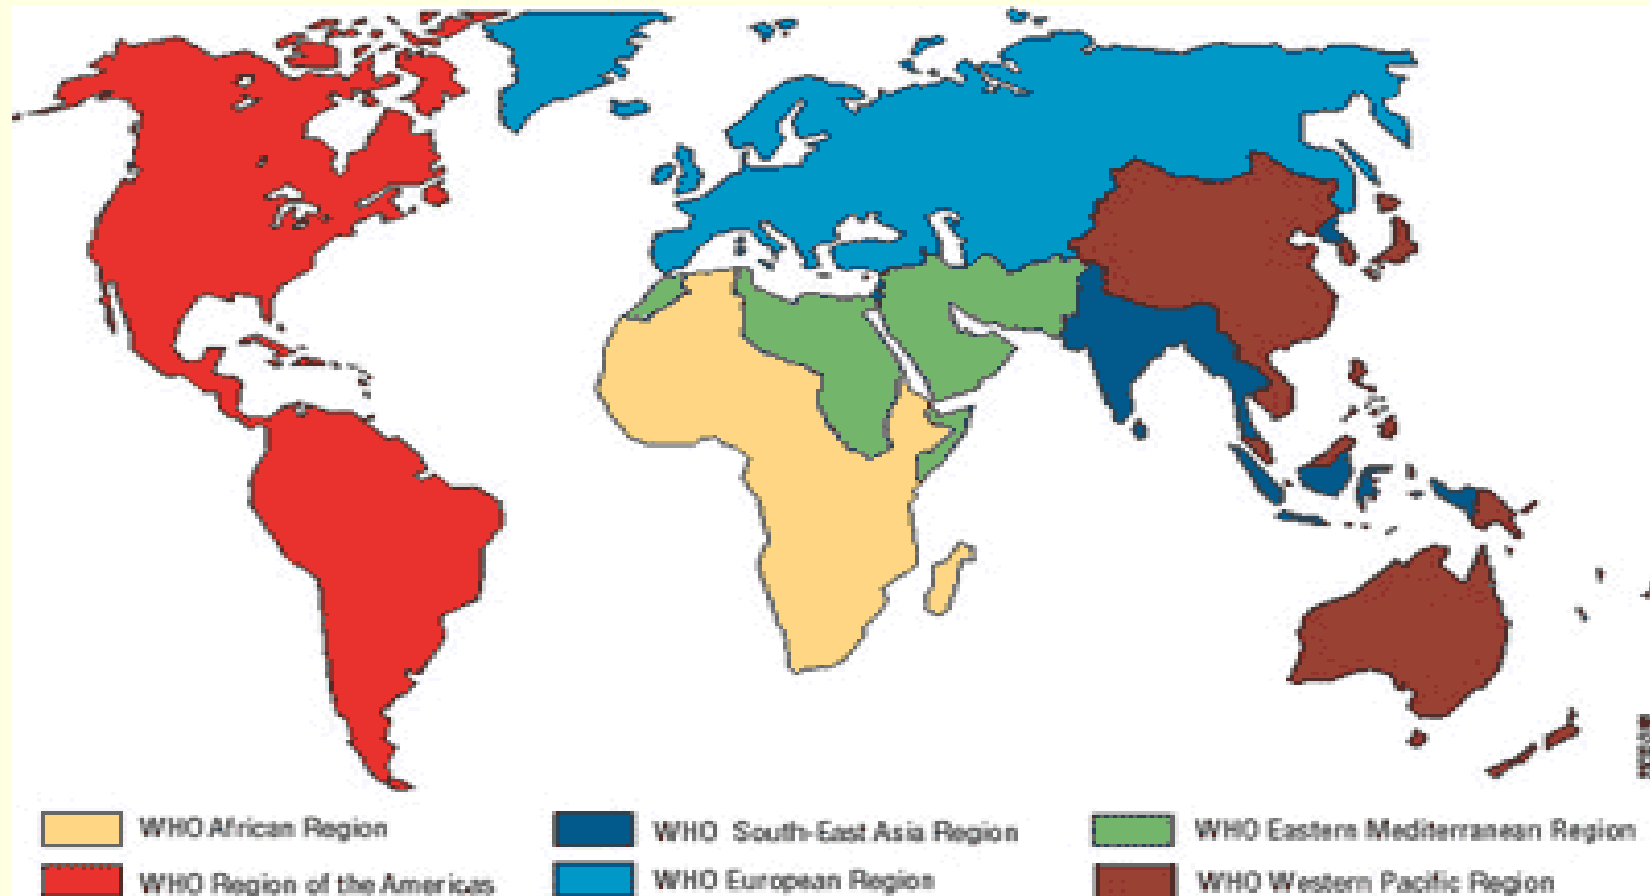 WHO African Region
WHO South-East Asia Region
WHO Eastern Mediterranean Region
WHO Region of the Americas
WHO European Region
WHO Western Pacific Region